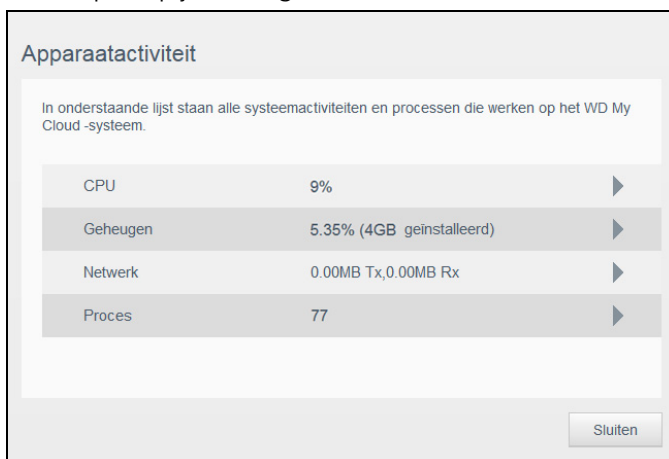 Apparaatactiviteit
In onderstaande lijst staan alle systeemactiviteiten en processen die werken op het WD My
Cloud -systeem.
CPU 9%
Geheugen 5.35% (4GB geïnstalleerd)
Netwerk 0.00MB Tx,0.00MB Rx
Proces 77
Sluiten